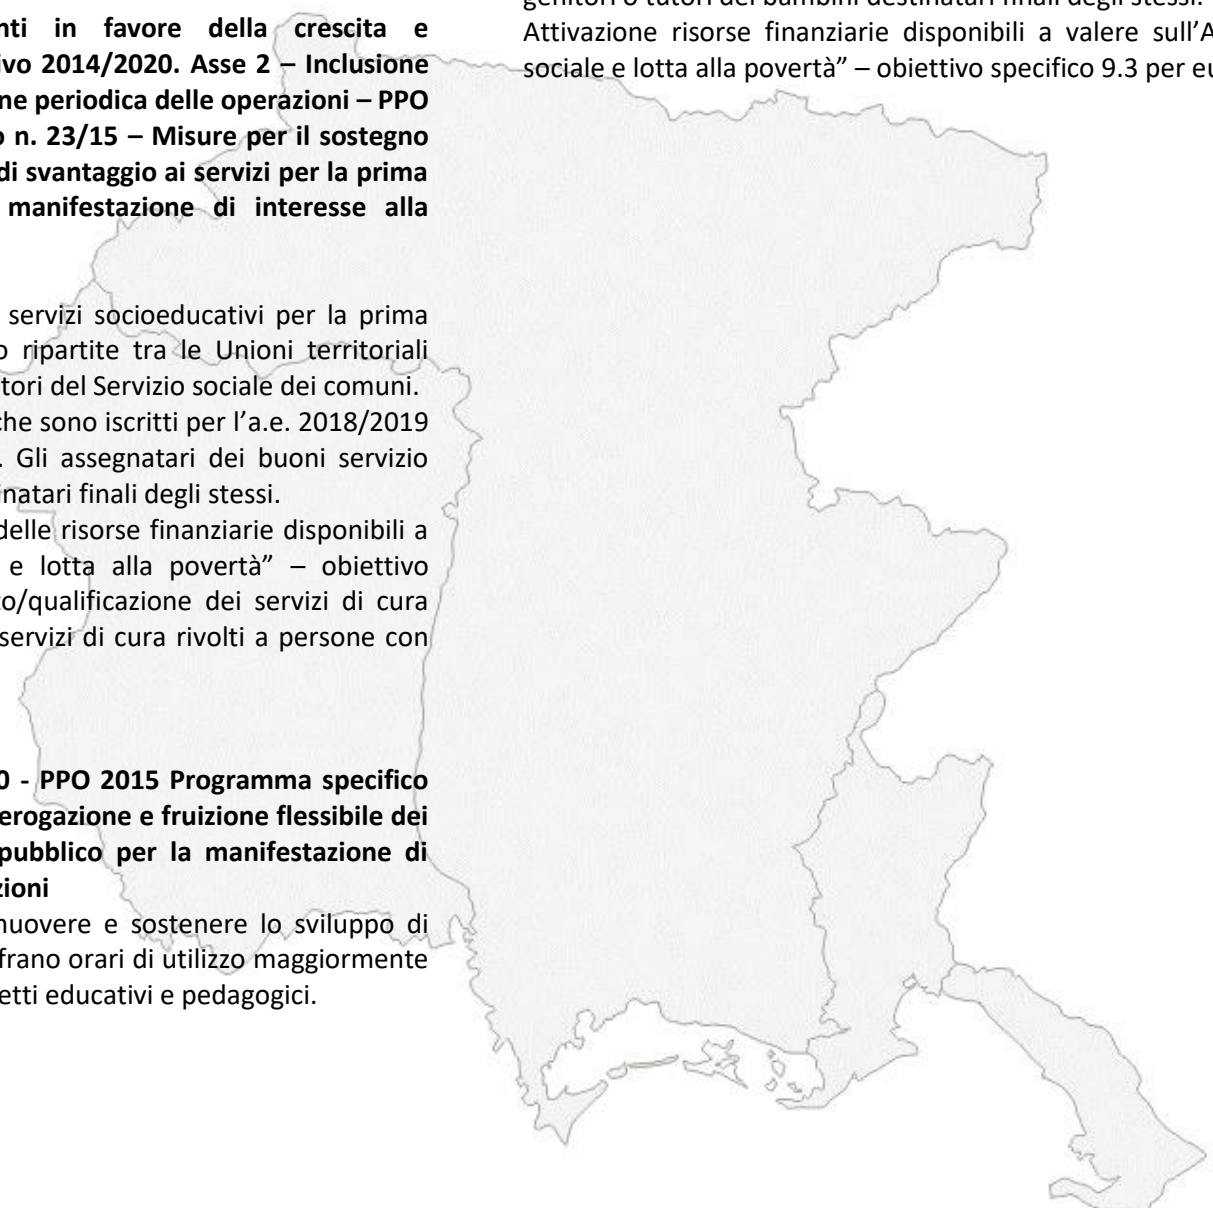 nti in favore della crescita e
ivo 2014/2020. Asse 2 – Inclusione
ne periodica delle operazioni – PPO
o n. 23/15 – Misure per il sostegno
di svantaggio ai servizi per la prima
manifestazione di interesse alla
servizi socioeducativi per la prima
o ripartite tra le Unioni territoriali
tori del Servizio sociale dei comuni.
che sono iscritti per l’a.e. 2018/2019
. Gli assegnatari dei buoni servizio
inatari finali degli stessi.
delle risorse finanziarie disponibili a
e lotta alla povertà” – obiettivo
to/qualificazione dei servizi di cura
servizi di cura rivolti a persone con
0 - PPO 2015 Programma specifico
erogazione e fruizione flessibile dei
pubblico per la manifestazione di
zioni
nuovere e sostenere lo sviluppo di
ffrano orari di utilizzo maggiormente
etti educativi e pedagogici.
genitori o tutori dei bambini destinatari finali degli stessi.
Attivazione risorse finanziarie disponibili a valere sull’A
sociale e lotta alla povertà” – obiettivo specifico 9.3 per eu